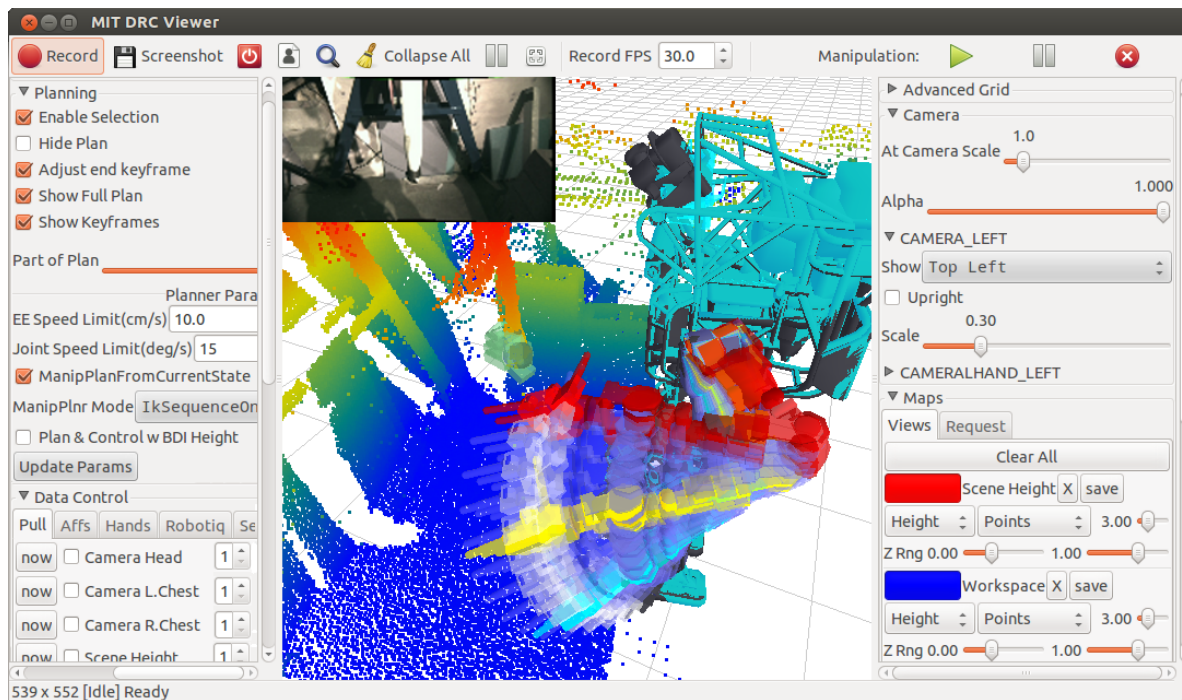 MIT DRC Viewer
Record Screenshot Collapse All Record FPS 30.0 Manipulation:
Planning
Enable Selection
Hide Plan
Adjust end keyframe
Show Full Plan
Show Keyframes
Part of Plan
Planner Para
EE Speed Limit(cm/s) 10.0
Joint Speed Limit(deg/s) 15
ManipPlanFromCurrentState
ManipPlnr Mode IkSequenceOn
Plan & Control w BDI Height
Update Params
Data Control
Pull Affs Hands Robotiq Se
now Camera Head 1
now Camera L.Chest 1
now Camera R.Chest 1
now Scene Height 1
Advanced Grid
Camera
1.0
At Camera Scale
1.000
Alpha
CAMERA_LEFT
Show Top Left
Upright
0.30
Scale
CAMERALHAND_LEFT
Maps
Views Request
Clear All
Scene Height X save
Height Points 3.00
Z Rng 0.00 1.00
Workspace X save
Height Points 3.00
Z Rng 0.00 1.00
539 x 552 [Idle] Ready